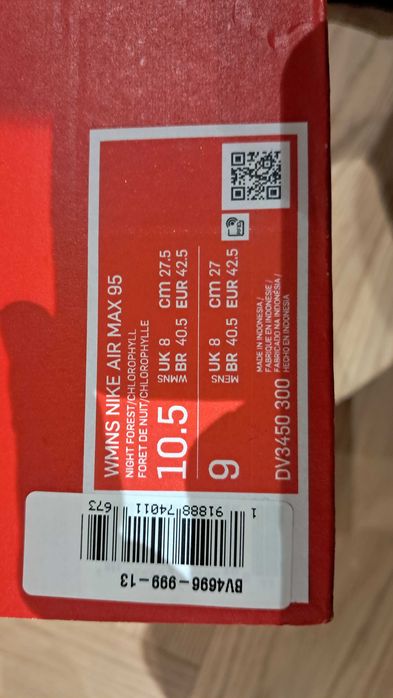 WMNS NIKE AIR MAX 95
NIGHT FOREST/CHLOROPHYLL
FORET DE NUIT/CHLOROPHYLLE
10.5
WMNS
UK 8 cm 27.5
BR 40.5 EUR 42.5
9
MENS
UK 8 cm 27
BR 40.5 EUR 42.5
MADE IN INDONESIA /
FABRIQUE EN INDONESIE /
FABRICADO NA INDONÉSIA /
HECHO EN INDONESIA
DV3450 300
1 91888 74011 673
BV4696-999-13